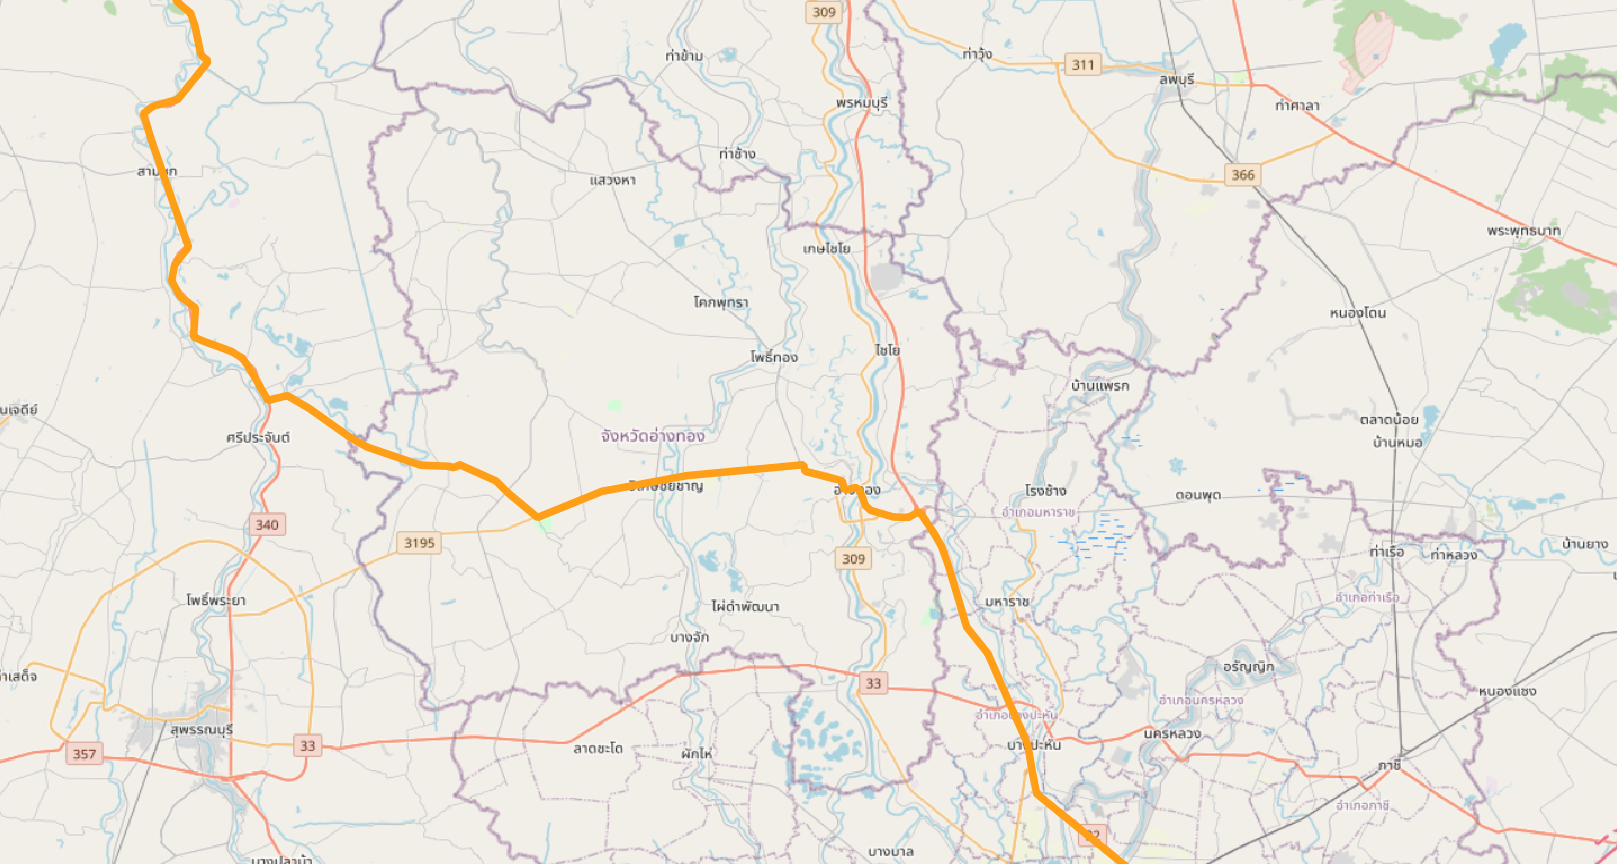 309
ท่าข้าม
ท่าวุ้ง
311
ลพบุรี
พรหมบุรี
ท่าศาลา
ท่าช้าง
สามชุก
แสวงหา
366
พระพุทธบาท
เกษไชโย
โคกพุทรา
หนองโดน
ไชโย
โพธิ์ทอง
บ้านแพรก
นเจดีย์
ตลาดน้อย
ศรีประจันต์
จังหวัดอ่างทอง
บ้านหมอ
วิเศษชัยชาญ
อ่างทอง
โรงช้าง
ดอนพุด
อำเภอมหาราช
340
3195
309
ท่าเรือ
ท่าหลวง
บ้านยาง
โพธิ์พระยา
ไผ่ดำพัฒนา
มหาราช
อำเภอท่าเรือ
บางจัก
อรัญญิก
33
หนองแซง
สุพรรณบุรี
อำเภอบางปะหัน
อำเภอนครหลวง
357
33
ลาดชะโด
ผักไห่
บางปะหัน
นครหลวง
ภาชี
อำเภอภาชี
บางบาล
บางปลาม้า